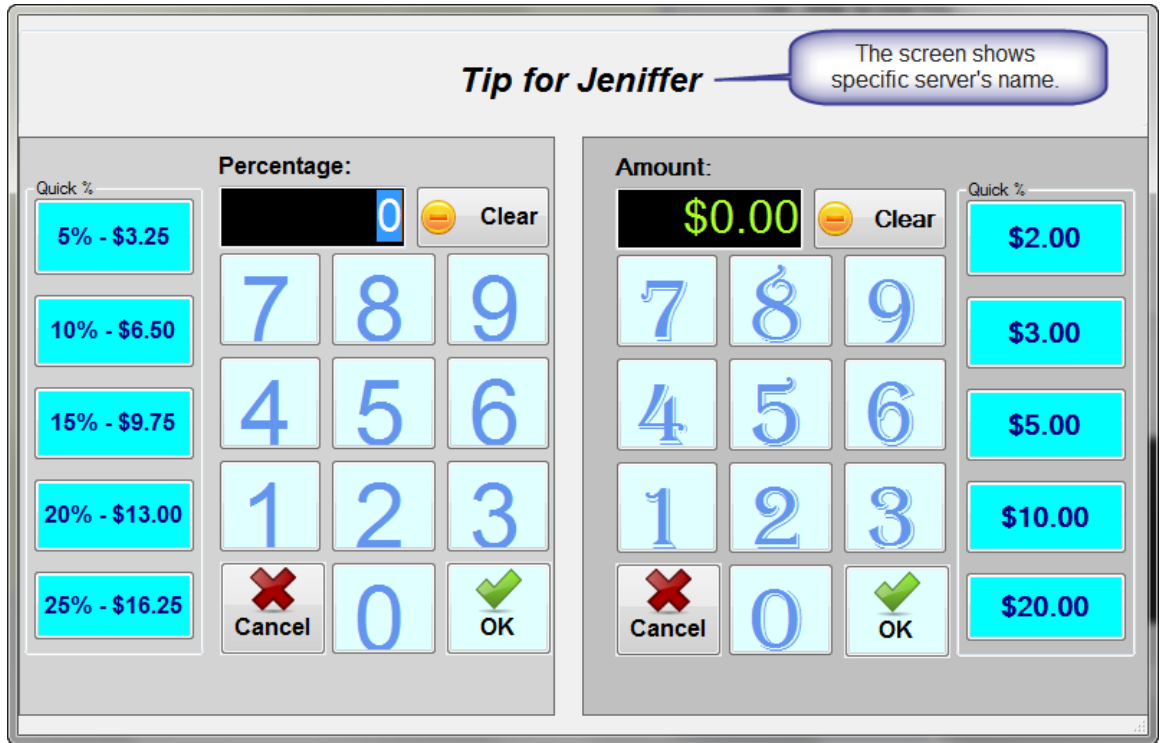 Tip for Jeniffer
The screen shows
specific server's name.
Percentage:
Quick %
0
Clear
5% - $3.25
10% - $6.50
15% - $9.75
20% - $13.00
25% - $16.25
7 8 9
4 5 6
1 2 3
Cancel 0 OK
Amount:
$0.00
Clear
Quick %
7 8 9
4 5 6
1 2 3
Cancel 0 OK
$2.00
$3.00
$5.00
$10.00
$20.00